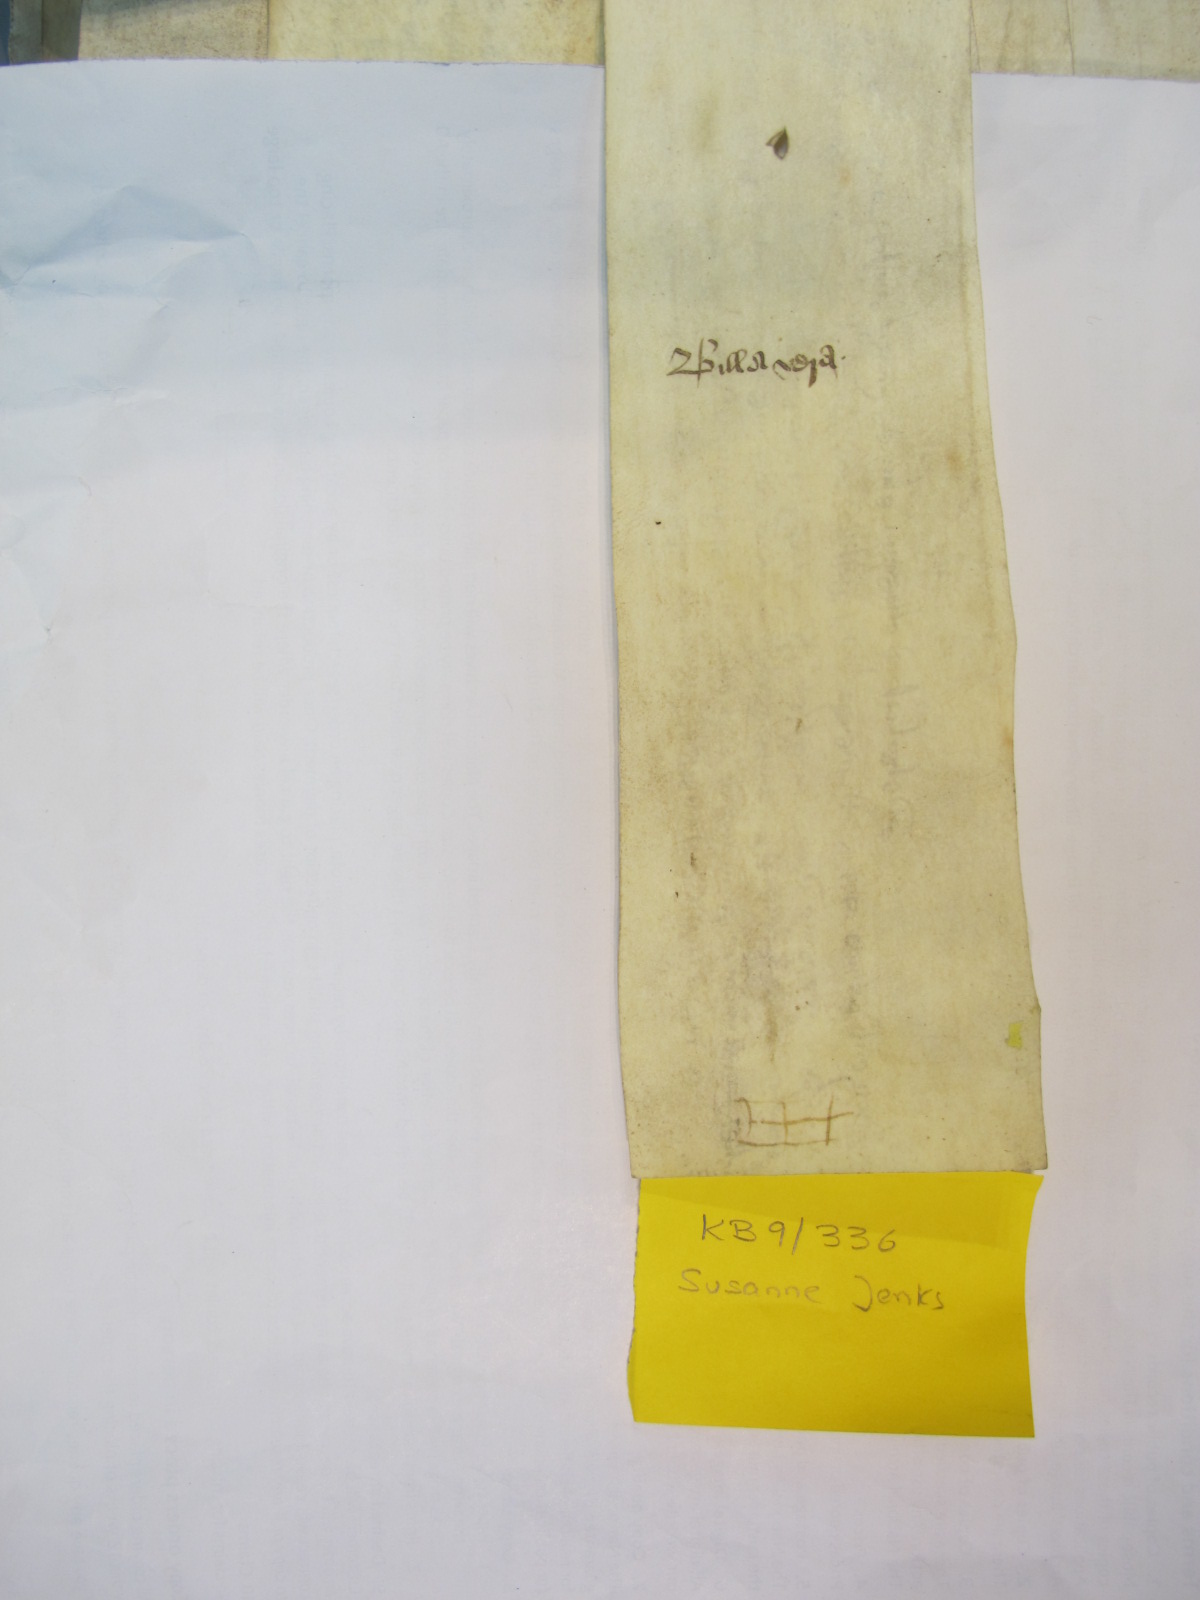 Billa vera
KB9/336
Susanne Jenks